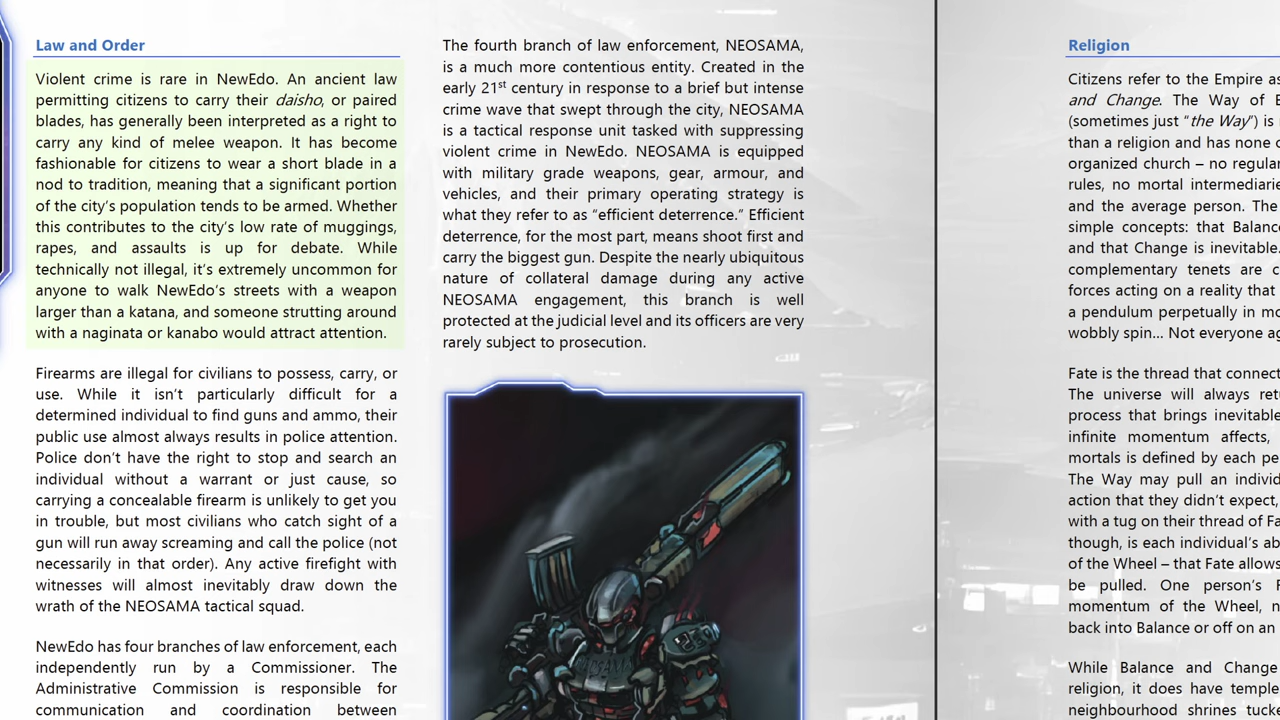 Law and Order
Violent crime is rare in NewEdo. An ancient law
permitting citizens to carry their daisho, or paired
blades, has generally been interpreted as a right to
carry any kind of melee weapon. It has become
fashionable for citizens to wear a short blade in a
nod to tradition, meaning that a significant portion
of the city's population tends to be armed. Whether
this contributes to the city's low rate of muggings,
rapes, and assaults is up for debate. While
technically not illegal, it's extremely uncommon for
anyone to walk NewEdo's streets with a weapon
larger than a katana, and someone strutting around
with a naginata or kanabo would attract attention.
Firearms are illegal for civilians to possess, carry, or
use. While it isn't particularly difficult for a
determined individual to find guns and ammo, their
public use almost always results in police attention.
Police don't have the right to stop and search an
individual without a warrant or just cause, so
carrying a concealable firearm is unlikely to get you
in trouble, but most civilians who catch sight of a
gun will run away screaming and call the police (not
necessarily in that order). Any active firefight with
witnesses will almost inevitably draw down the
wrath of the NEOSAMA tactical squad.
NewEdo has four branches of law enforcement, each
independently run by a Commissioner. The
Administrative Commission is responsible for
communication and coordination between
The fourth branch of law enforcement, NEOSAMA,
is a much more contentious entity. Created in the
early 21st century in response to a brief but intense
crime wave that swept through the city, NEOSAMA
is a tactical response unit tasked with suppressing
violent crime in NewEdo. NEOSAMA is equipped
with military grade weapons, gear, armour, and
vehicles, and their primary operating strategy is
what they refer to as "efficient deterrence." Efficient
deterrence, for the most part, means shoot first and
carry the biggest gun. Despite the nearly ubiquitous
nature of collateral damage during any active
NEOSAMA engagement, this branch is well
protected at the judicial level and its officers are very
rarely subject to prosecution.
Religion
Citizens refer to the Empire as
and Change. The Way of
(sometimes just "the Way") is
than a religion and has none
organized church – no regular
rules, no mortal intermediarie
and the average person. The
simple concepts: that Balance
and that Change is inevitable.
complementary tenets are
forces acting on a reality that
a pendulum perpetually in mo
wobbly spin... Not everyone ag
Fate is the thread that connect
The universe will always ret
process that brings inevitable
infinite momentum affects,
mortals is defined by each pe
The Way may pull an individ
action that they didn't expect,
with a tug on their thread of Fa
though, is each individual's ab
of the Wheel – that Fate allows
be pulled. One person's
momentum of the Wheel,
back into Balance or off on an
While Balance and Change
religion, it does have temple
neighbourhood shrines tucke